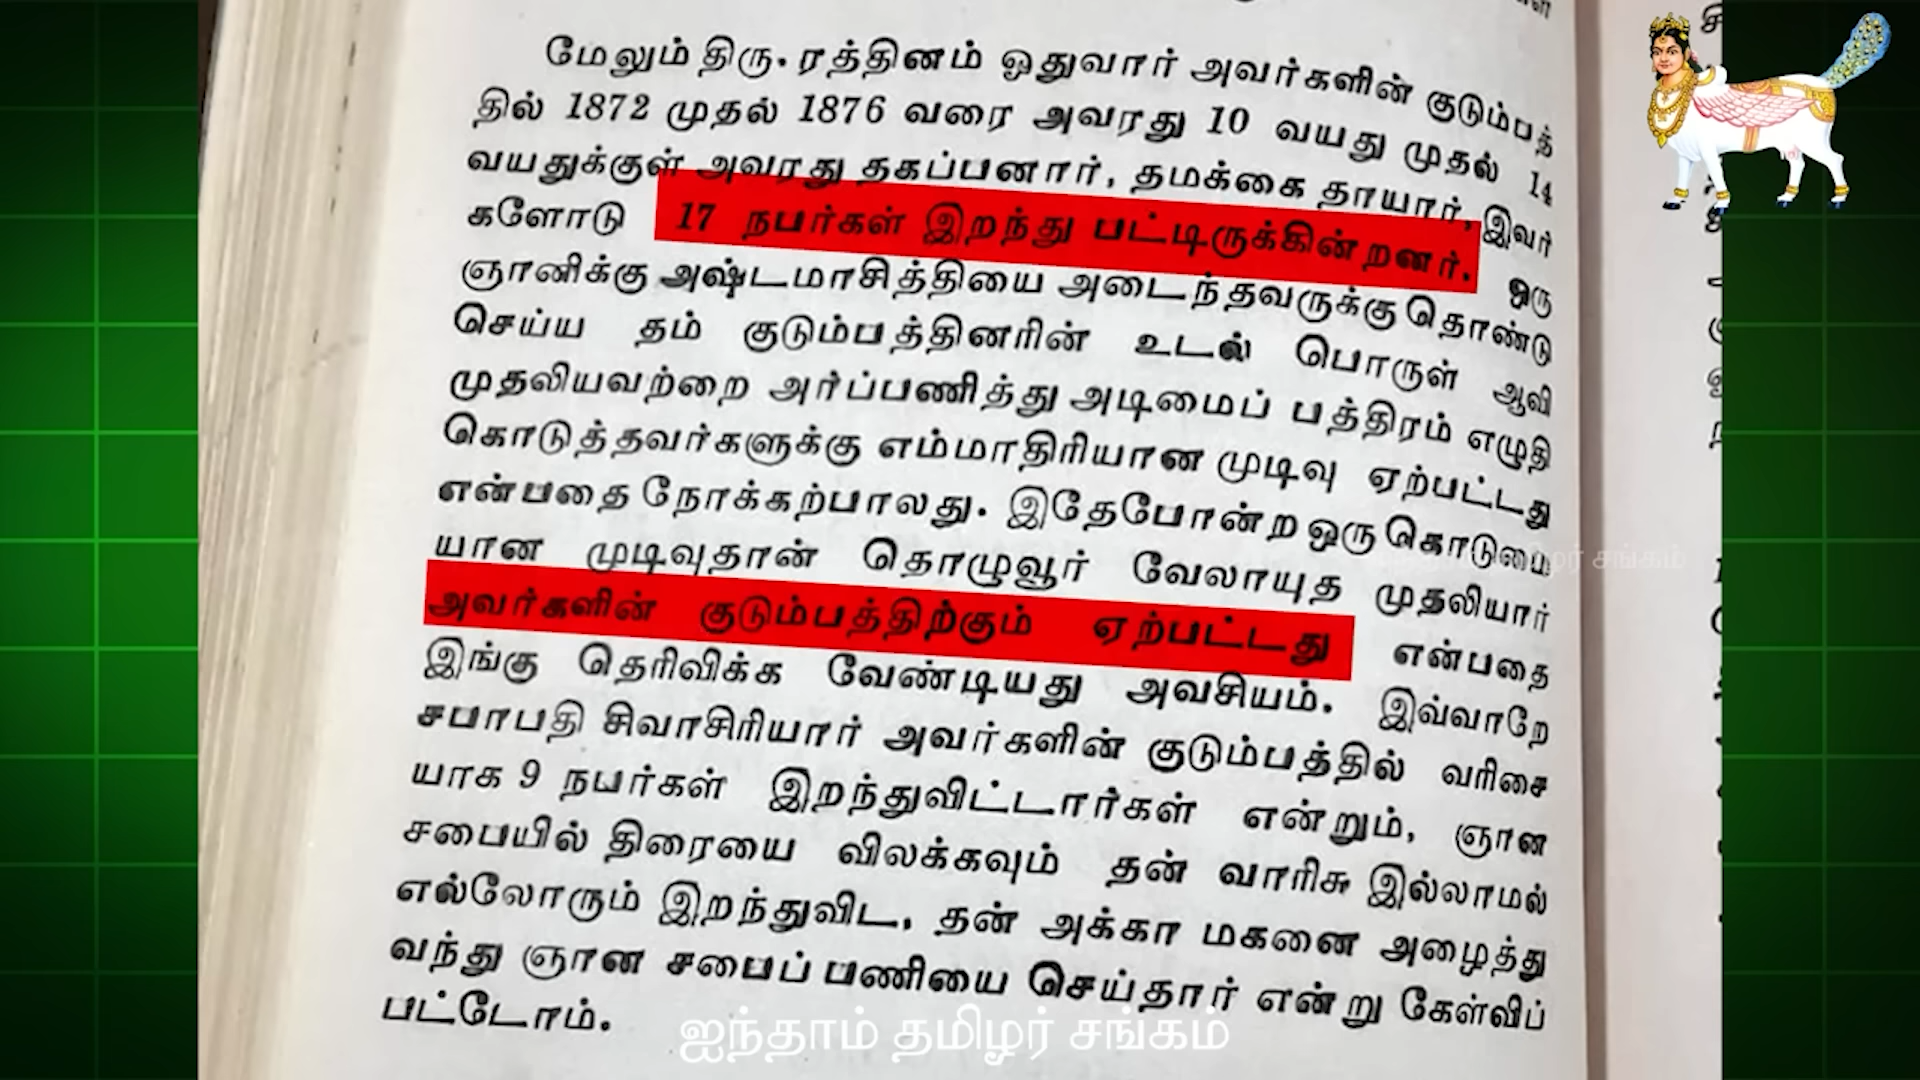 மேலும் திரு. ரத்தினம் ஓதுவார் அவர்களின் குடும்பத்
தில் 1872 முதல் 1876 வரை அவரது 10 வயது முதல் 14
வயதுக்குள் அவரது தகப்பனார், தமக்கை தாயார், இவர்
களோடு 17 நபர்கள் இறந்து பட்டிருக்கின்றனர். ஒரு
ஞானிக்கு அஷ்டமாசித்தியை அடைந்தவருக்கு தொண்டு
செய்ய தம் குடும்பத்தினரின் உடல் பொருள் ஆவி
முதலியவற்றை அர்ப்பணித்து அடிமைப் பத்திரம் எழுதி
கொடுத்தவர்களுக்கு எம்மாதிரியான முடிவு ஏற்பட்டது
என்பதை நோக்கற்பாலது. இதேபோன்ற ஒரு கொடுமை
யான முடிவுதான் தொழுவூர் வேலாயுத முதலியார்
அவர்களின் குடும்பத்திற்கும் ஏற்பட்டது என்பதை
இங்கு தெரிவிக்க வேண்டியது அவசியம். இவ்வாறே
சபாபதி சிவாசிரியார் அவர்களின் குடும்பத்தில் வரிசை
யாக 9 நபர்கள் இறந்துவிட்டார்கள் என்றும், ஞான
சபையில் திரையை விலக்கவும் தன் வாரிசு இல்லாமல்
எல்லோரும் இறந்துவிட, தன் அக்கா மகனை அழைத்து
வந்து ஞான சபைப் பணியை செய்தார் என்று கேள்விப்
பட்டோம்.
ஐந்தாம் தமிழர் சங்கம்